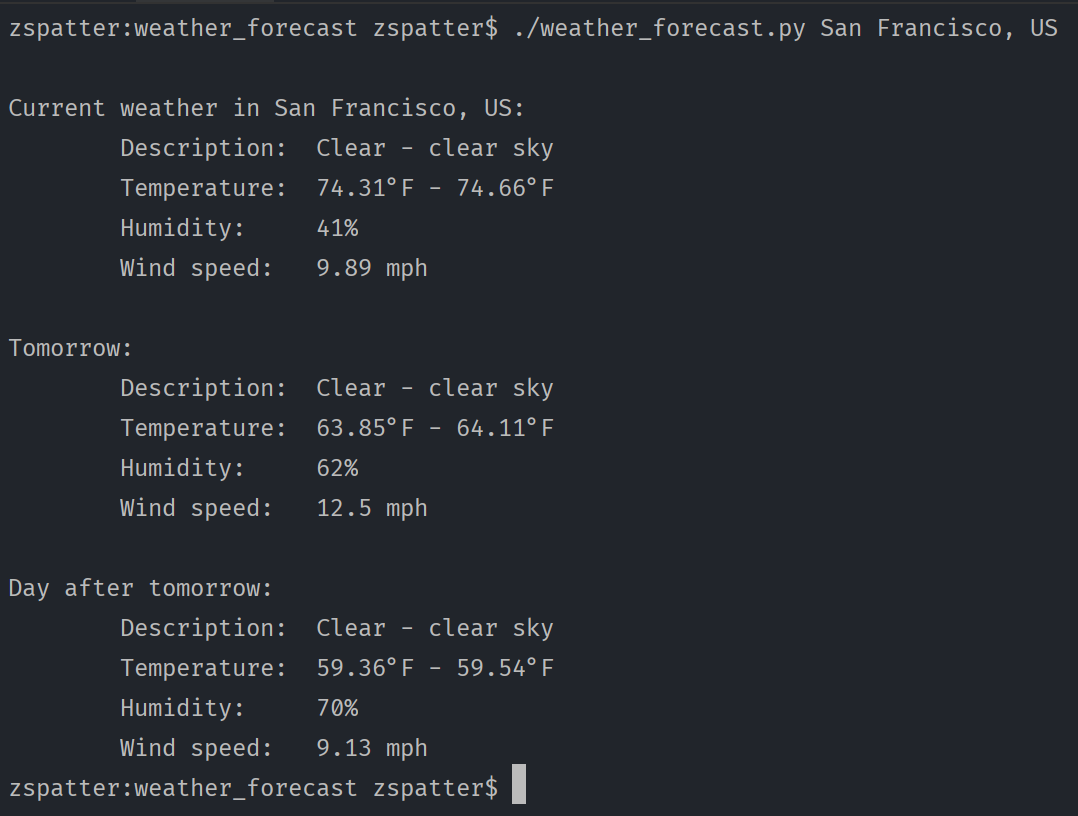 zspatter:weather_forecast zspatter$ ./weather_forecast.py San Francisco, US
Current weather in San Francisco, US:
Description: Clear - clear sky
Temperature: 74.31°F - 74.66°F
Humidity: 41%
Wind speed: 9.89 mph
Tomorrow:
Description: Clear - clear sky
Temperature: 63.85°F - 64.11°F
Humidity: 62%
Wind speed: 12.5 mph
Day after tomorrow:
Description: Clear - clear sky
Temperature: 59.36°F - 59.54°F
Humidity: 70%
Wind speed: 9.13 mph
zspatter:weather_forecast zspatter$